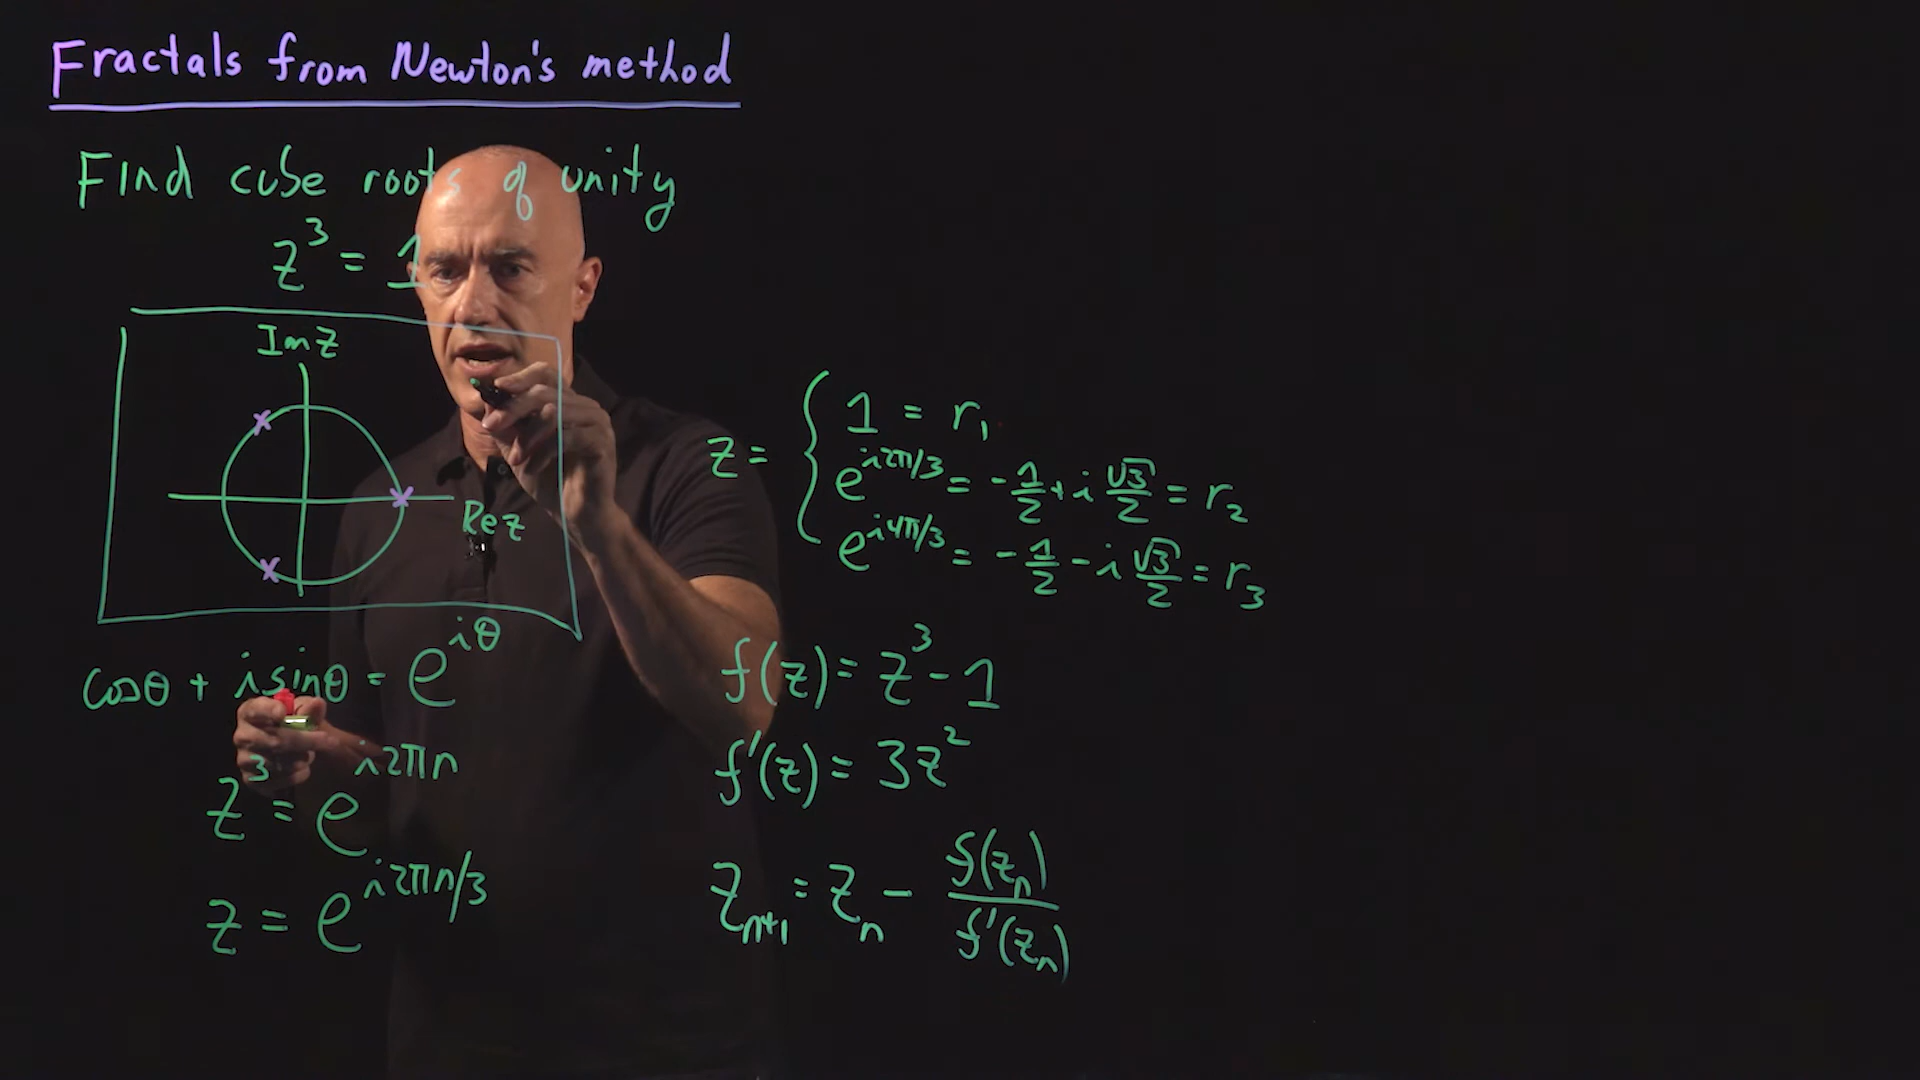 Fractals from Newton's method
Find cube roots of unity
z³ = 1
Im z
Re z
cosθ + i sinθ = e^{iθ}
z³ = e^{i2πn}
z = e^{i2πn/3}
z = { 1 = r₁
e^{i2π/3} = -1/2 + i √3/2 = r₂
e^{i4π/3} = -1/2 - i √3/2 = r₃
f(z) = z³ - 1
f'(z) = 3z²
z_{n+1} = z_n - f(z_n)/f'(z_n)